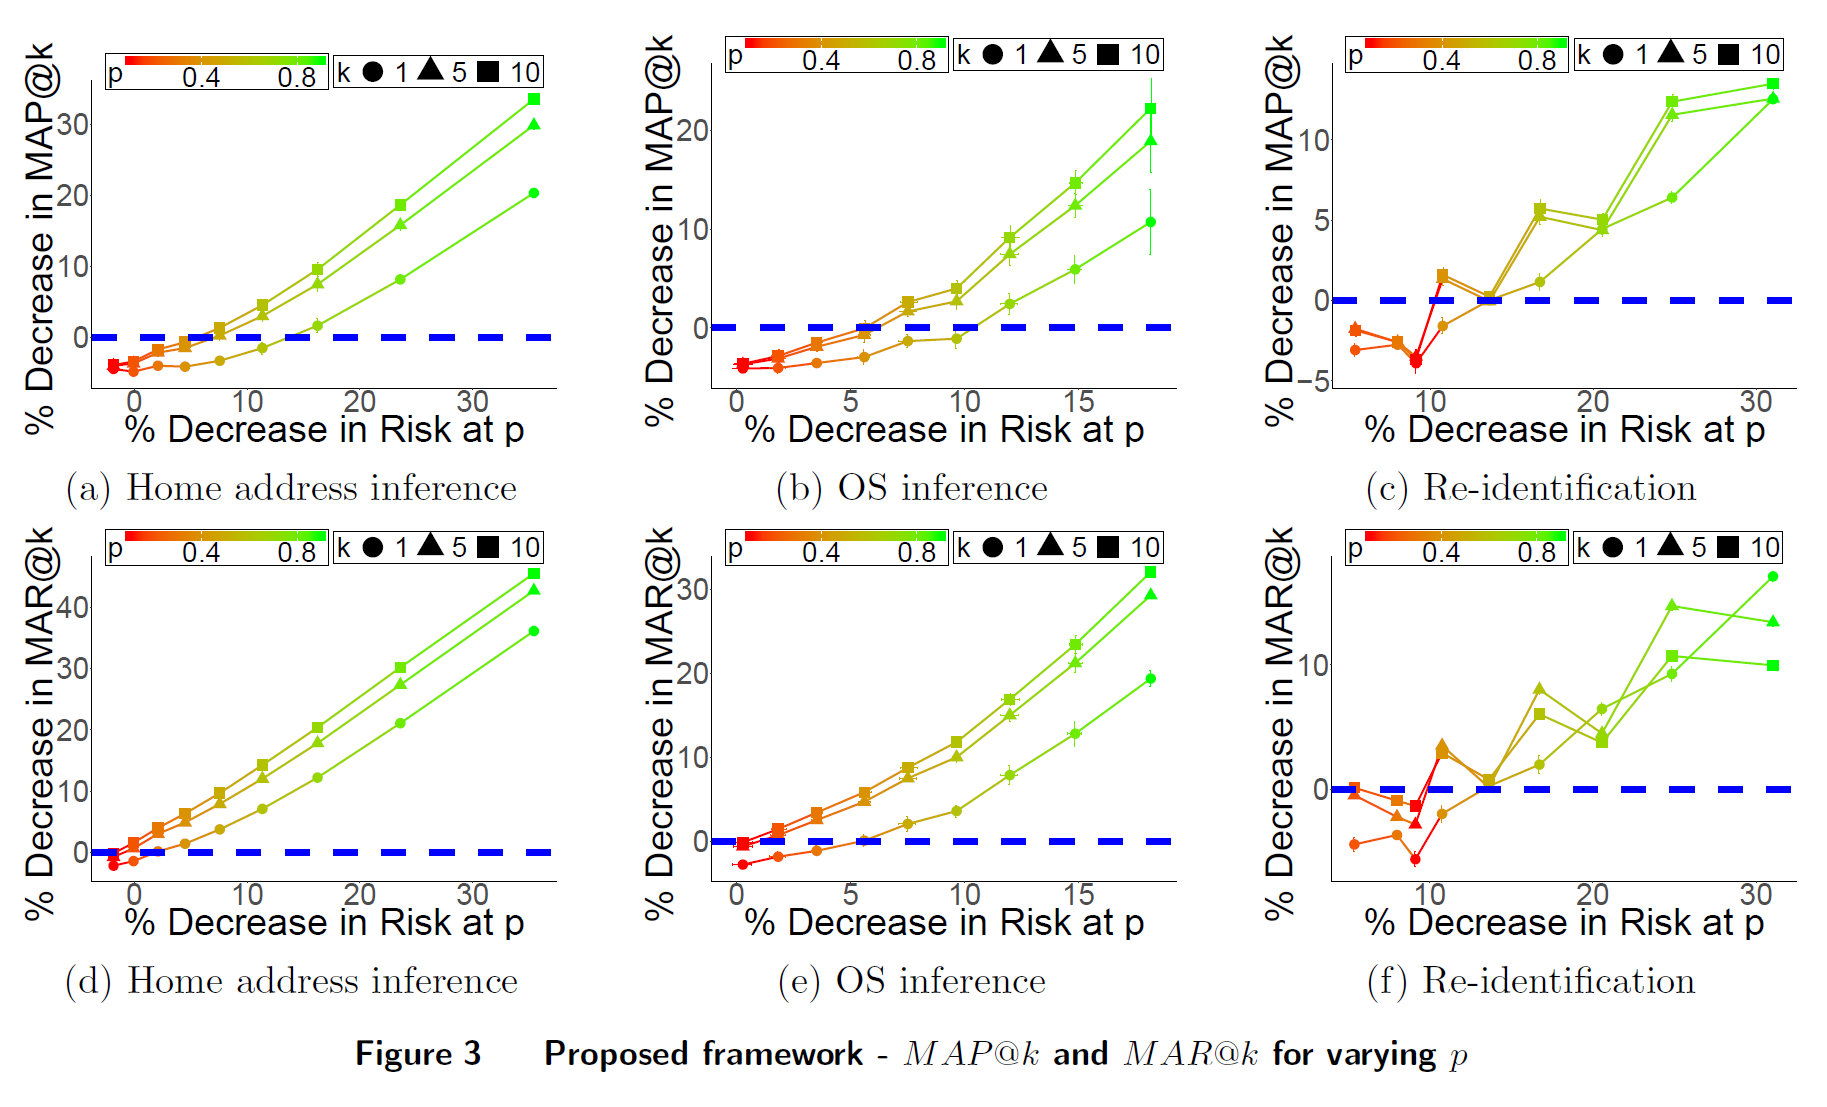 % Decrease in MAP@k
p 0.4 0.8 k 1 5 10
30
20
10
0
0 10 20 30
% Decrease in Risk at p
(a) Home address inference
% Decrease in MAP@k
p 0.4 0.8 k 1 5 10
20
10
0
0 5 10 15
% Decrease in Risk at p
(b) OS inference
% Decrease in MAP@k
p 0.4 0.8 k 1 5 10
10
5
0
−5
10 20 30
% Decrease in Risk at p
(c) Re-identification
% Decrease in MAR@k
p 0.4 0.8 k 1 5 10
40
30
20
10
0
0 10 20 30
% Decrease in Risk at p
(d) Home address inference
% Decrease in MAR@k
p 0.4 0.8 k 1 5 10
30
20
10
0
0 5 10 15
% Decrease in Risk at p
(e) OS inference
% Decrease in MAR@k
p 0.4 0.8 k 1 5 10
10
0
10 20 30
% Decrease in Risk at p
(f) Re-identification
Figure 3 Proposed framework - MAP@k and MAR@k for varying p